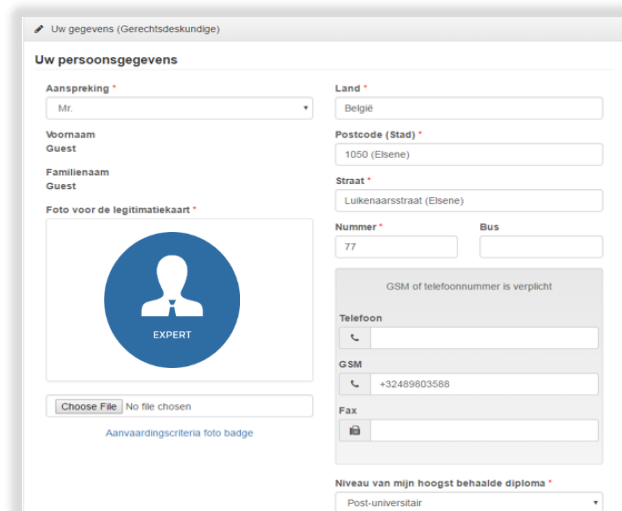 Uw gegevens (Gerechtsdeskundige)
Uw persoonsgegevens
Aanspreking *
Mr.
Voornaam
Guest
Familienaam
Guest
Foto voor de legitimatiekaart *
EXPERT
Choose File No file chosen
Aanvaardingscriteria foto badge
Land *
België
Postcode (Stad) *
1050 (Elsene)
Straat *
Luikenaarsstraat (Elsene)
Nummer * Bus
77
GSM of telefoonnummer is verplicht
Telefoon
GSM
+32489803588
Fax
Niveau van mijn hoogst behaalde diploma *
Post-universitair